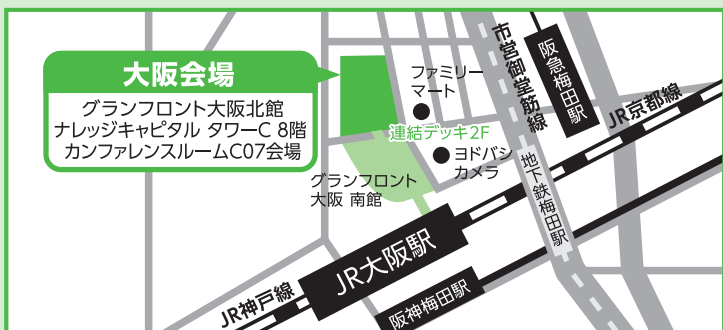 大阪会場
グランフロント大阪北館
ナレッジキャピタル タワーC 8階
カンファレンスルームC07会場
ファミリー
マート
連結デッキ2F
ヨドバシ
カメラ
グランフロント
大阪 南館
市営御堂筋線
阪急梅田駅
JR京都線
地下鉄梅田駅
JR大阪駅
JR神戸線
阪神梅田駅